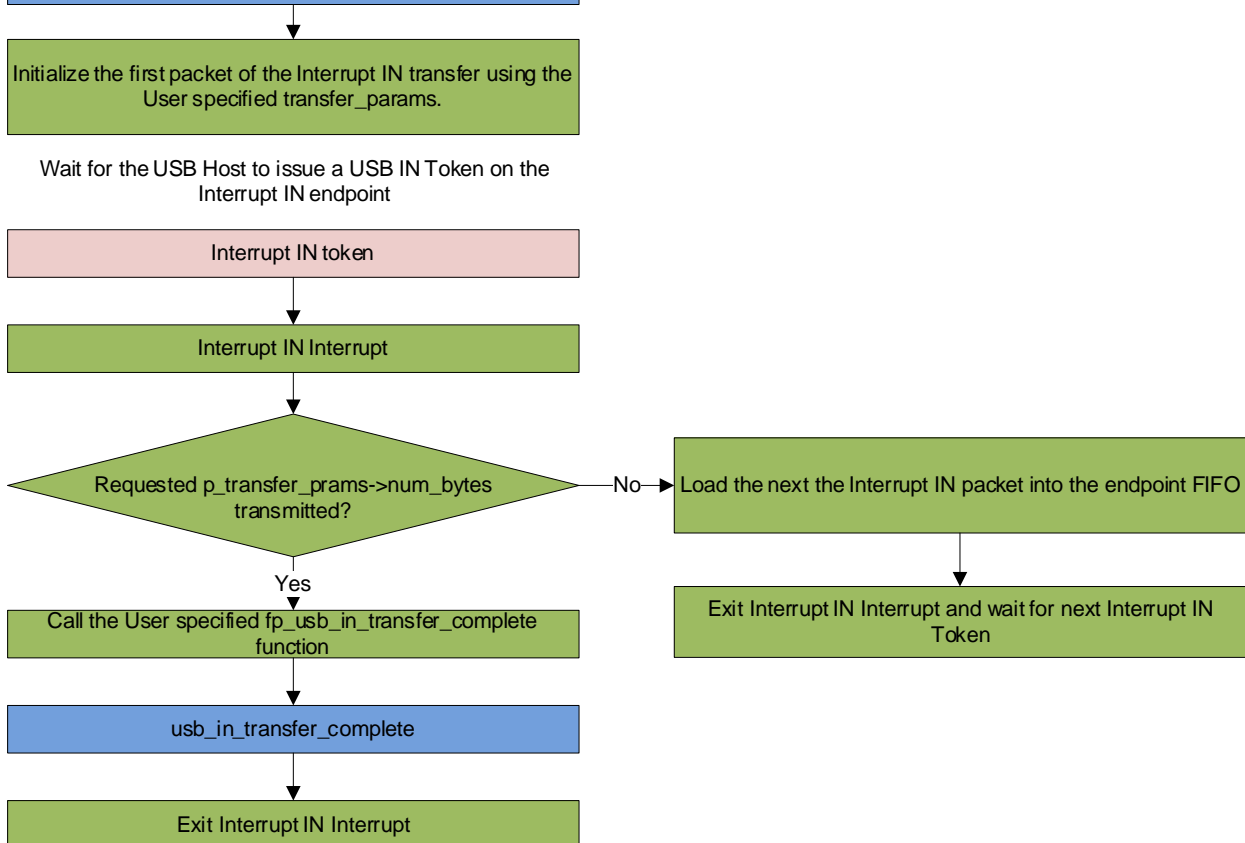 Initialize the first packet of the Interrupt IN transfer using the
User specified transfer_params.
Wait for the USB Host to issue a USB IN Token on the
Interrupt IN endpoint
Interrupt IN token
Interrupt IN Interrupt
Requested p_transfer_prams->num_bytes
transmitted?
No
Load the next the Interrupt IN packet into the endpoint FIFO
Exit Interrupt IN Interrupt and wait for next Interrupt IN
Token
Yes
Call the User specified fp_usb_in_transfer_complete
function
usb_in_transfer_complete
Exit Interrupt IN Interrupt